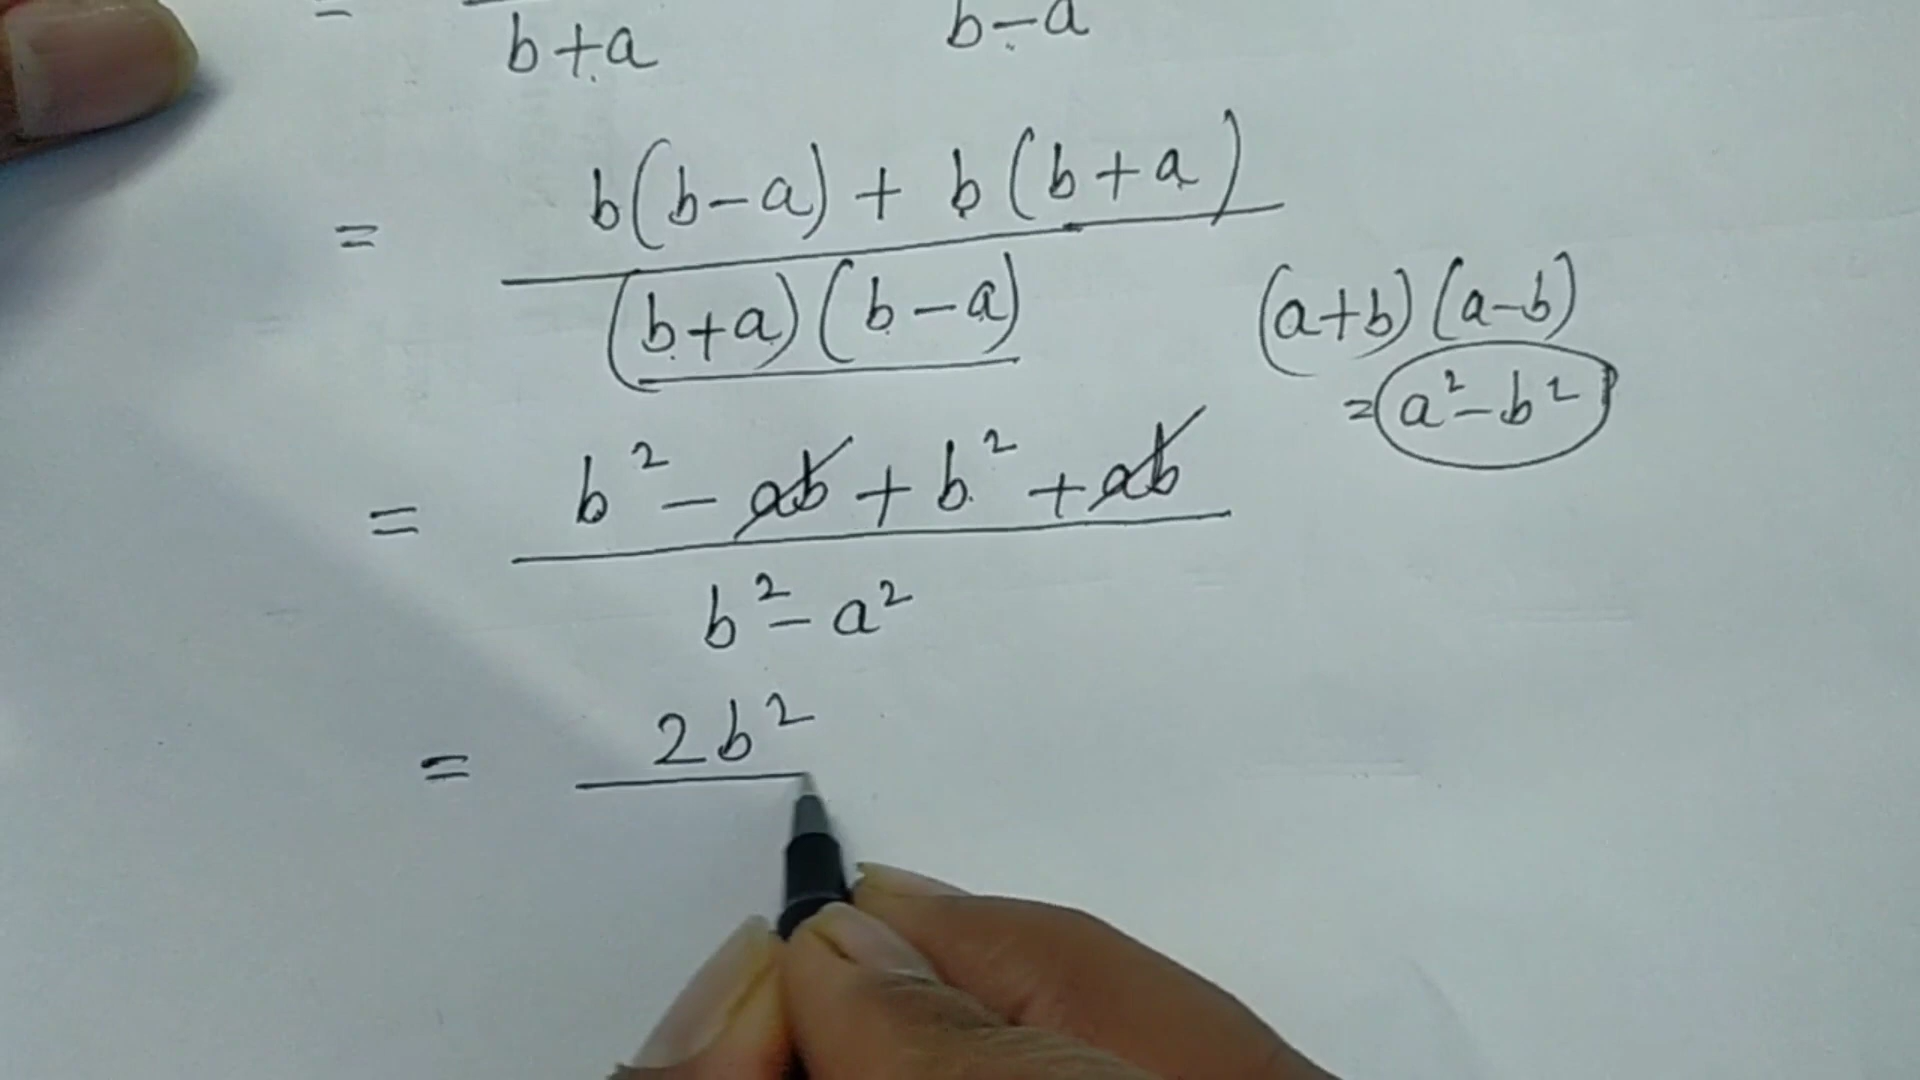 = b+a b-a
b(b-a) + b(b+a)
=
(b+a)(b-a)
(a+b)(a-b)
= a²-b²
b² - ab + b² + ab
=
b² - a²
2b²
=